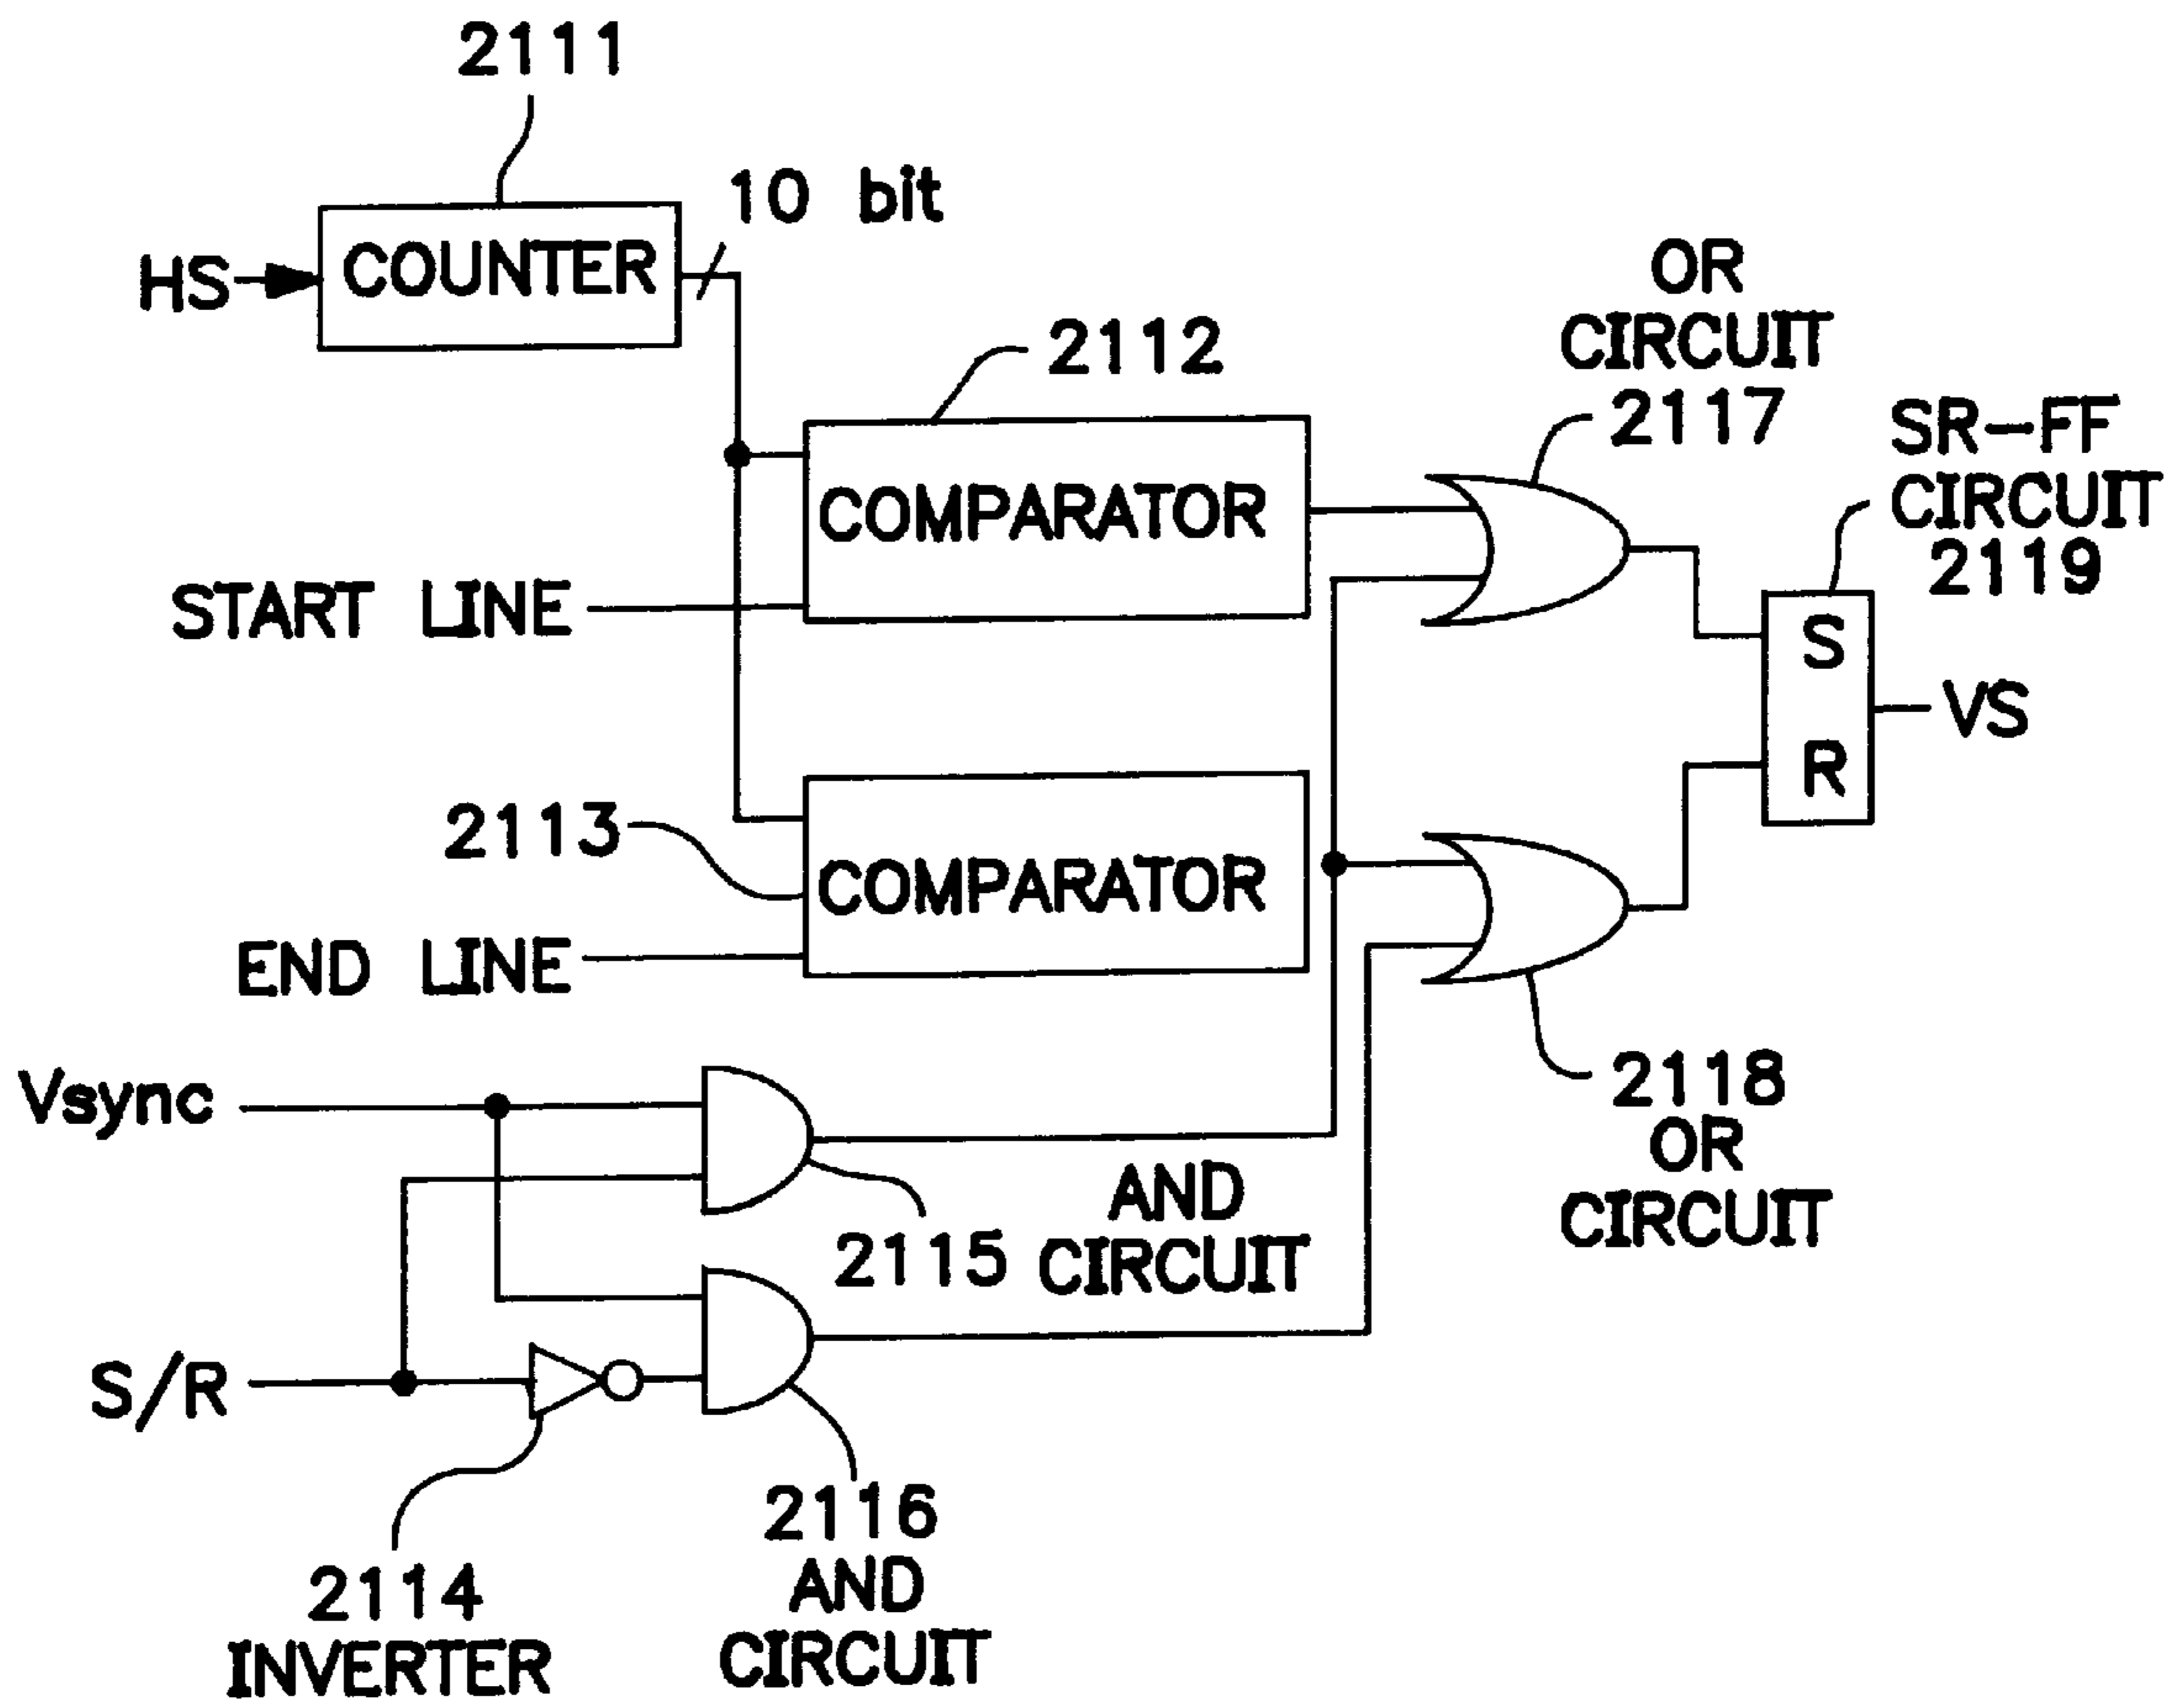 2111
10 bit
HS
COUNTER
OR
CIRCUIT
2117
2112
SR-FF
CIRCUIT
2119
COMPARATOR
START LINE
S
VS
R
2113
COMPARATOR
END LINE
Vsync
2118
OR
CIRCUIT
AND
CIRCUIT
2115
S/R
2116
AND
CIRCUIT
2114
INVERTER